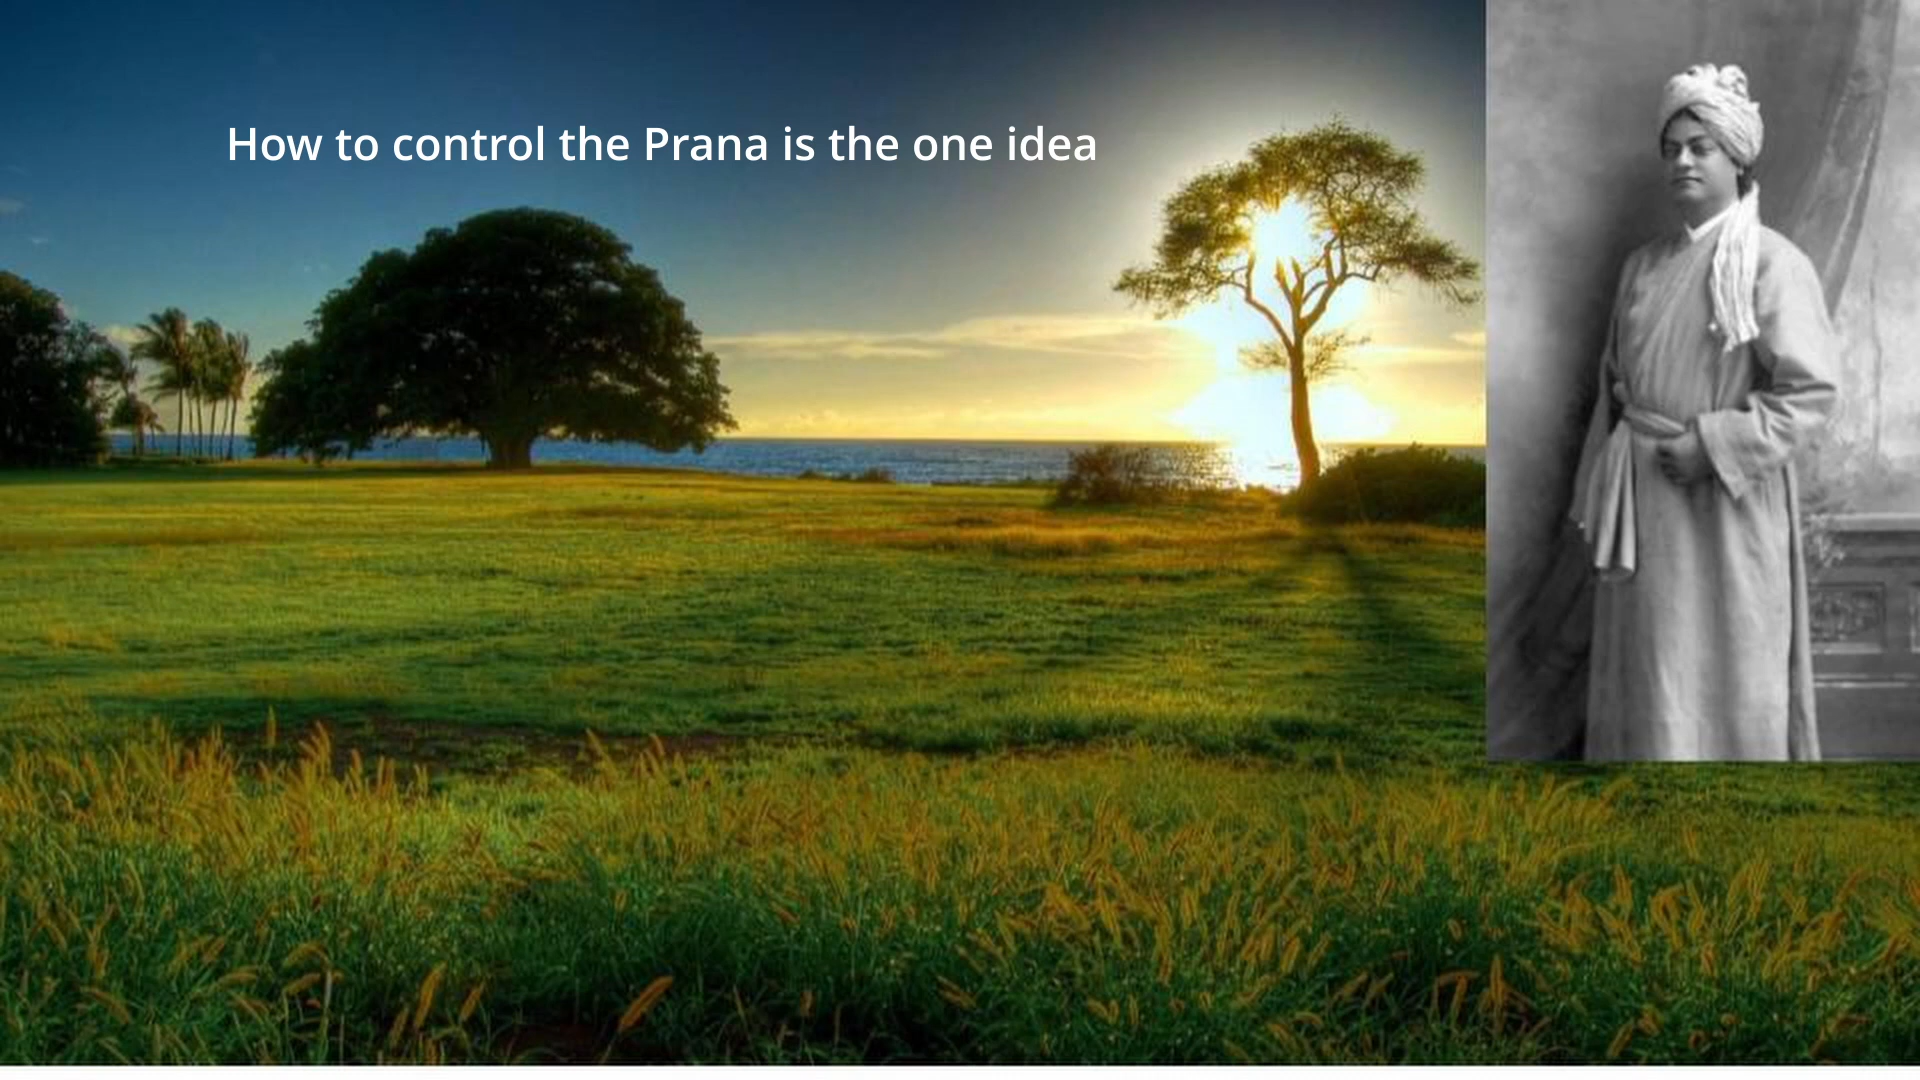 How to control the Prana is the one idea